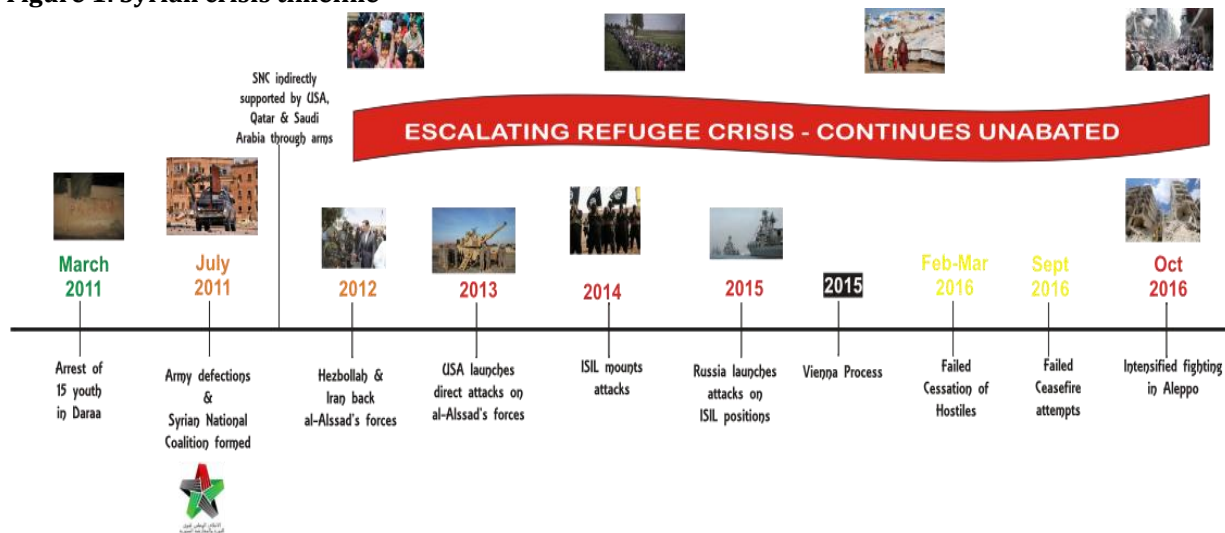 Figure 1: Syrian crisis timeline
SNC indirectly
supported by USA,
Qatar & Saudi
Arabia through arms
ESCALATING REFUGEE CRISIS - CONTINUES UNABATED
March
2011
July
2011
2012
2013
2014
2015
2015
Feb-Mar
2016
Sept
2016
Oct
2016
Arrest of
15 youth
in Daraa
Army defections
&
Syrian National
Coalition formed
Hezbollah &
Iran back
al-Alssad's forces
USA launches
direct attacks on
al-Alssad's forces
ISIL mounts
attacks
Russia launches
attacks on
ISIL positions
Vienna Process
Failed
Cessation of
Hostiles
Failed
Ceasefire
attempts
Intensified fighting
in Aleppo